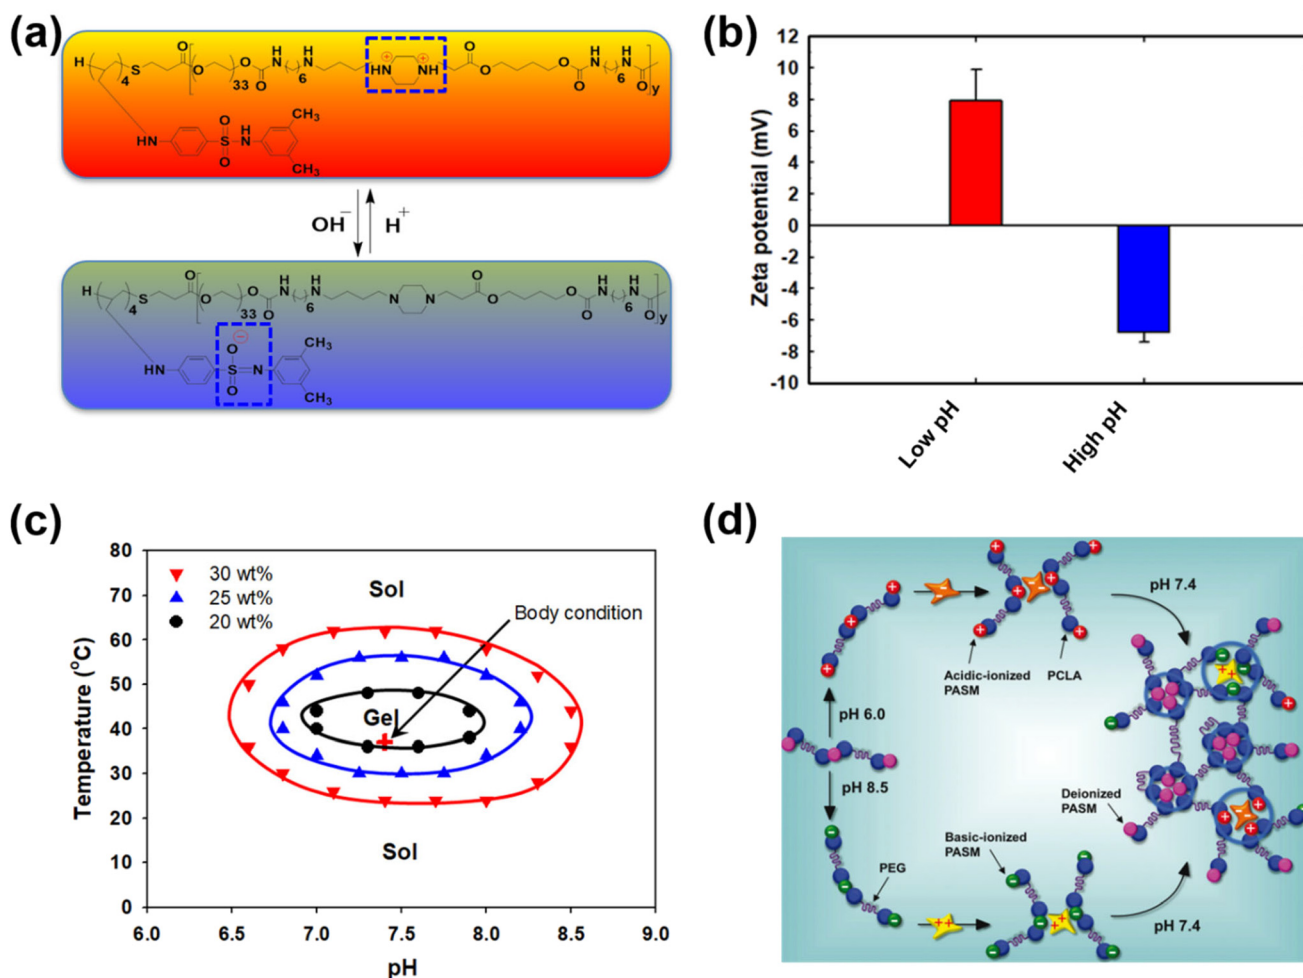 (a)
H
4
S
O
O
33
O
O
N
H
6
H
N
HN
+
+
NH
O
O
O
O
H
N
6
H
N
O
y
HN
O
S
O
H
N
CH₃
CH₃
OH⁻
H⁺
H
4
S
O
O
33
O
O
N
H
6
H
N
N
N
O
O
O
O
H
N
6
H
N
O
y
HN
O
−
S
O
N
CH₃
CH₃
(b)
Zeta potential (mV)
12
10
8
6
4
2
0
-2
-4
-6
-8
-10
Low pH
High pH
(c)
Temperature (°C)
80
70
60
50
40
30
20
10
0
30 wt%
25 wt%
20 wt%
Sol
Body condition
Gel
Sol
6.0 6.5 7.0 7.5 8.0 8.5 9.0
pH
(d)
pH 7.4
Acidic-ionized
PASM
PCLA
pH 6.0
pH 8.5
Deionized
PASM
Basic-ionized
PASM
PEG
pH 7.4